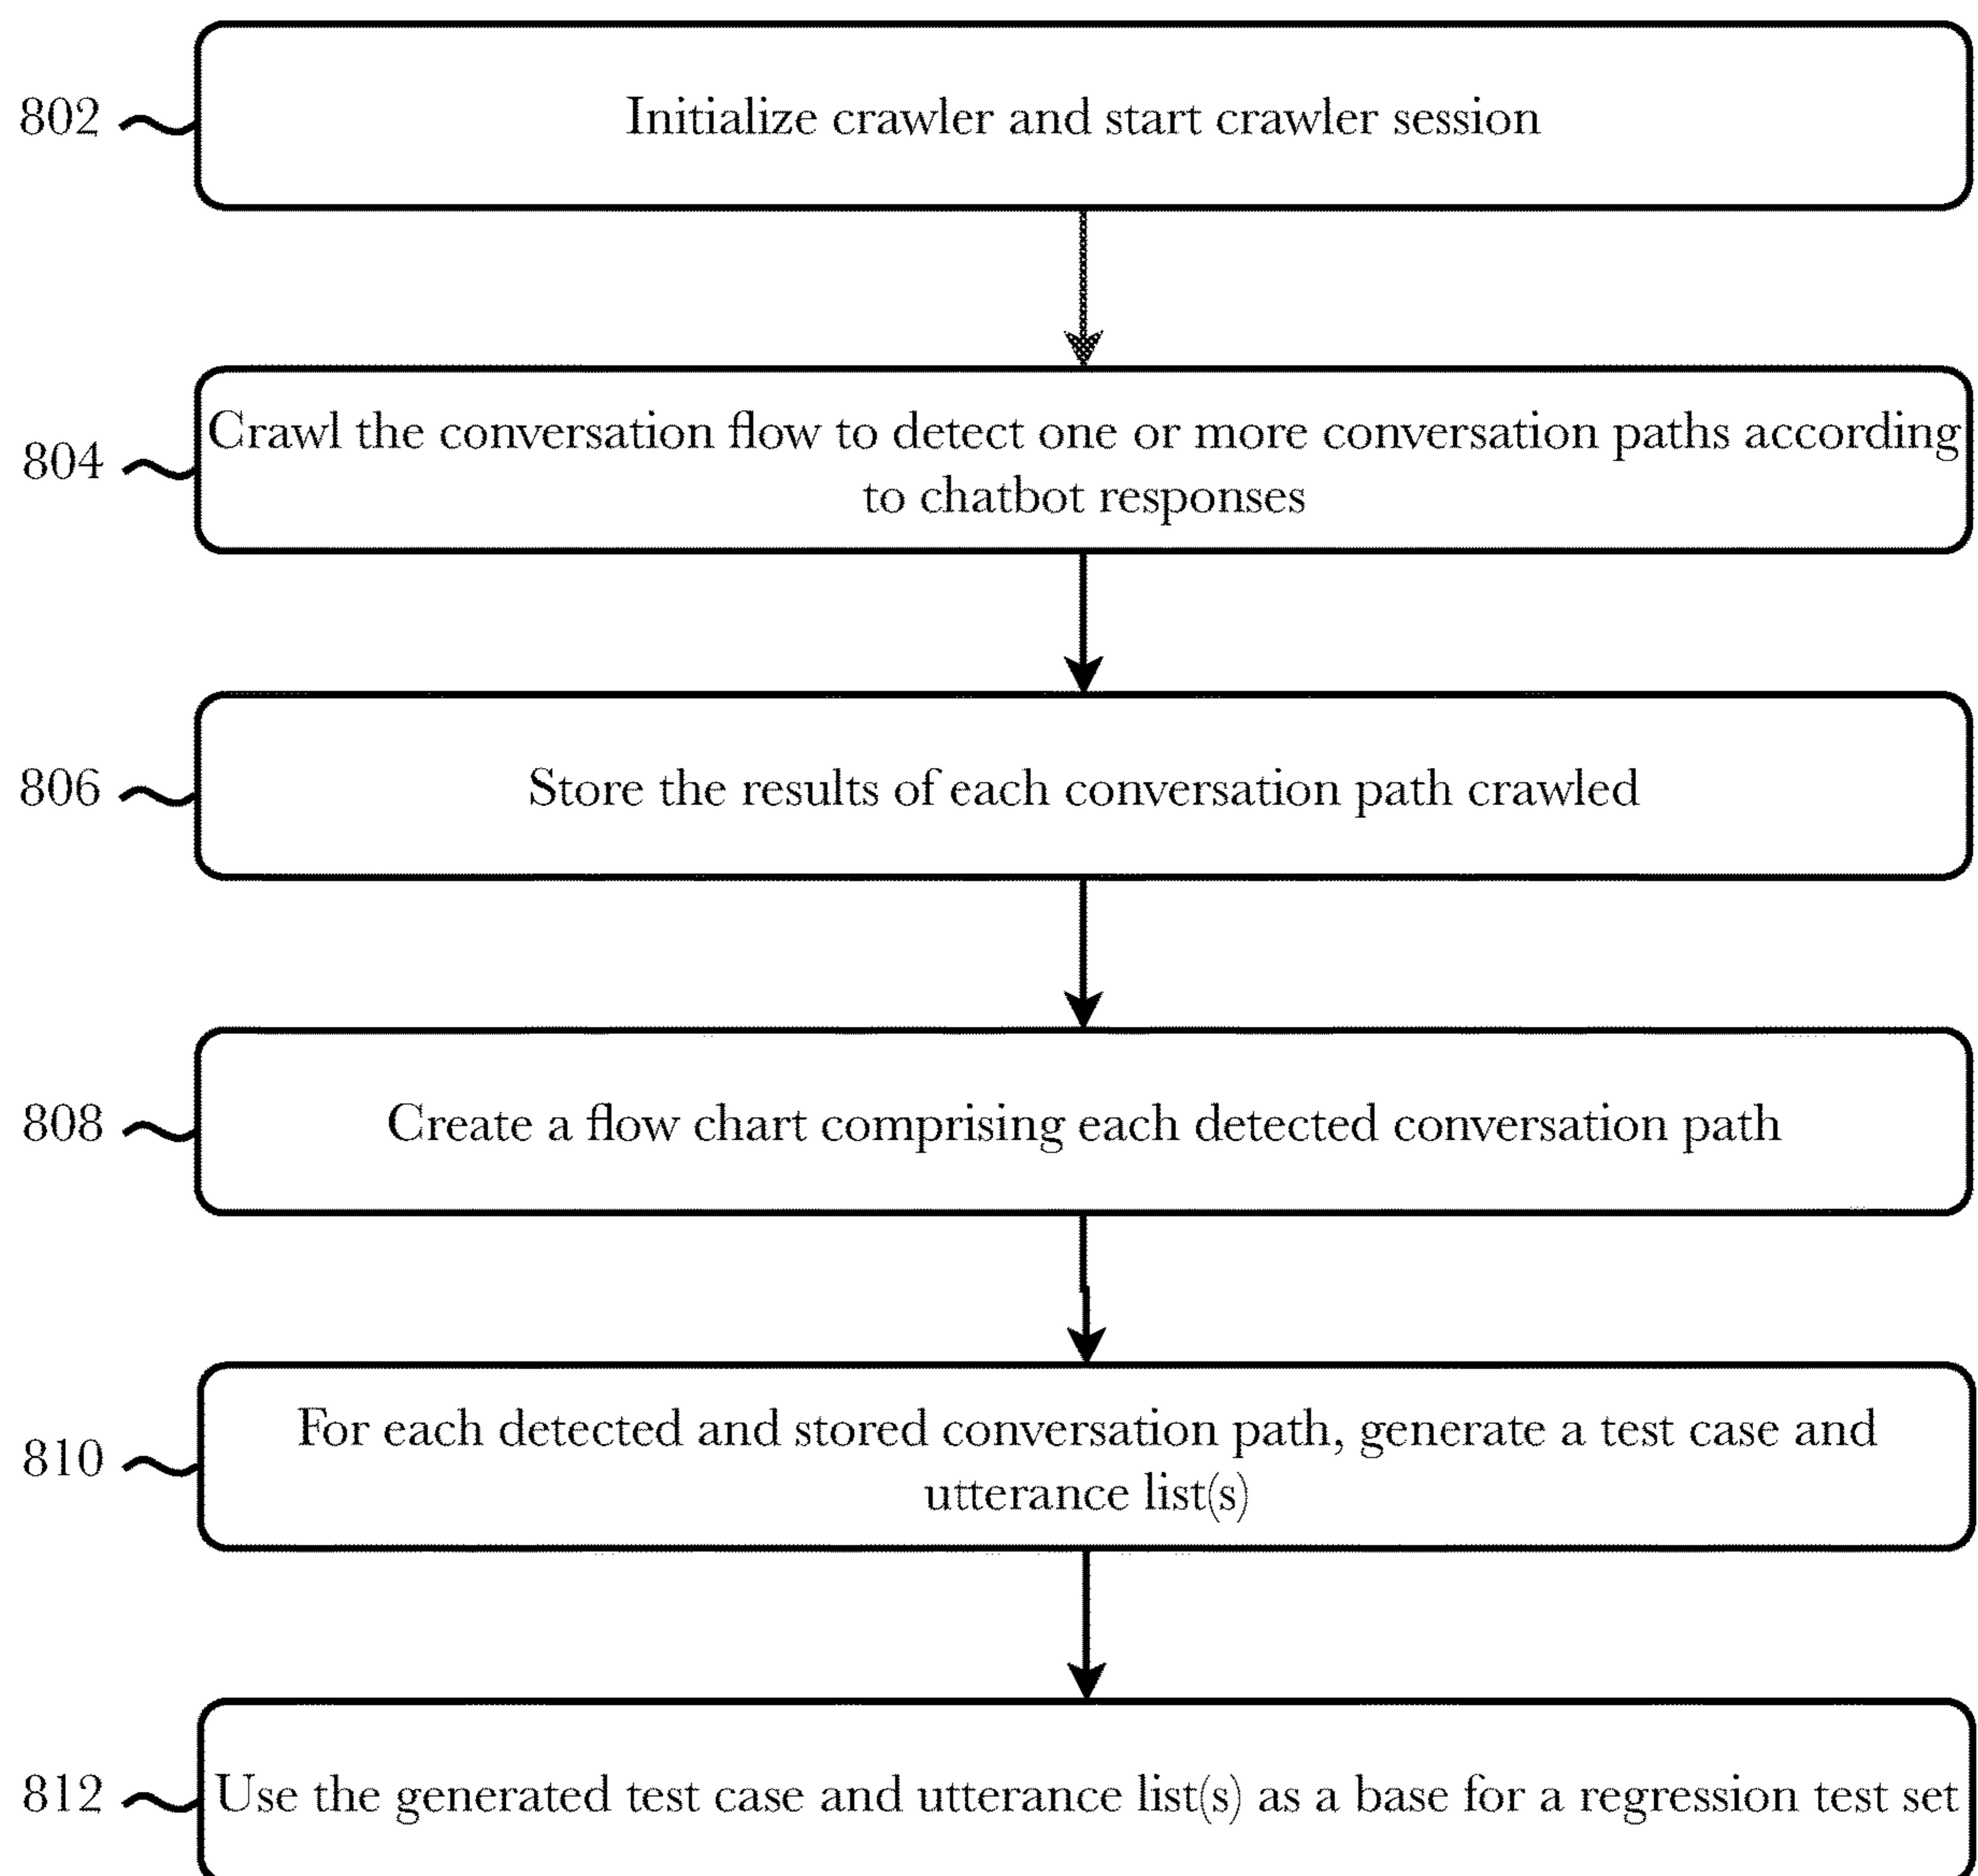 802
Initialize crawler and start crawler session
804
Crawl the conversation flow to detect one or more conversation paths according
to chatbot responses
806
Store the results of each conversation path crawled
808
Create a flow chart comprising each detected conversation path
810
For each detected and stored conversation path, generate a test case and
utterance list(s)
812
Use the generated test case and utterance list(s) as a base for a regression test set